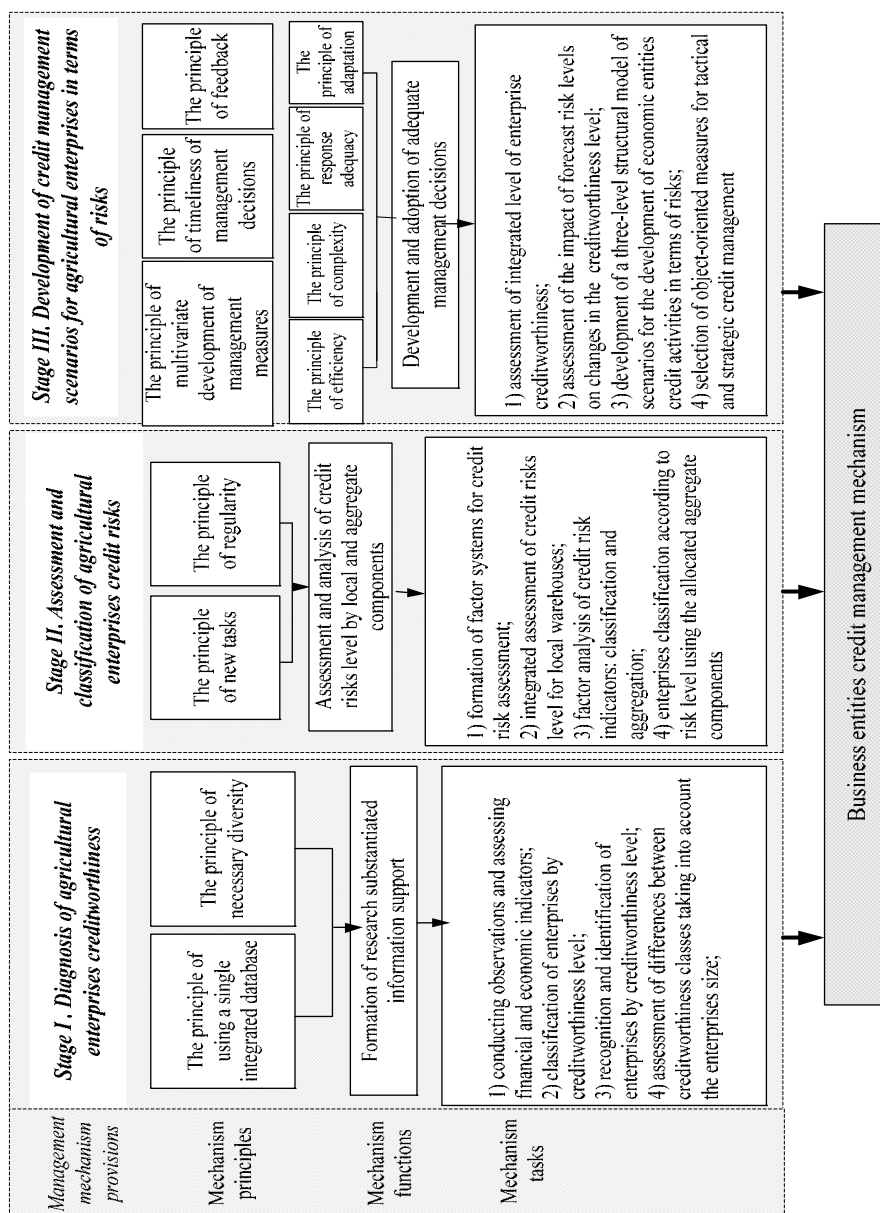 Management
mechanism
provisions
Mechanism
principles
Mechanism
functions
Mechanism
tasks
Stage I . Diagnosis of agricultural
enterprises creditworthiness
The principle of
using a single
integrated database
The principle of
necessary diversity
Formation of research substantiated
information support
1) conducting observations and assessing
financial and economic indicators;
2) classification of enterprises by
creditworthiness level;
3) recognition and identification of
enterprises by creditworthiness level;
4) assessment of differences between
creditworthiness classes taking into account
the enterprises size;
Stage II. Assessment and
classification of agricultural
enterprises credit risks
The principle
of new tasks
The principle
of regularity
Assessment and analysis of credit
risks level by local and aggregate
components
1) formation of factor systems for credit
risk assessment;
2) integrated assessment of credit risks
level for local warehouses;
3) factor analysis of credit risk
indicators: classification and
aggregation;
4) enteprises classification according to
risk level using the allocated aggregate
components
Stage III. Development of credit management
scenarios for agricultural enterprises in terms
of risks
The principle of
multivariate
development of
management
measures
The principle
of timeliness of
management
decisions
The principle
of feedback
The principle
of efficiency
The principle
of complexity
The principle of
response
adequacy
The
principle of
adaptation
Development and adoption of adequate
management decisions
1) assessment of integrated level of enterprise
creditworthiness;
2) assessment of the impact of forecast risk levels
on changes in the creditworthiness level;
3) development of a three-level structural model of
scenarios for the development of economic entities
credit activities in terms of risks;
4) selection of object-oriented measures for tactical
and strategic credit management
Business entities credit management mechanism